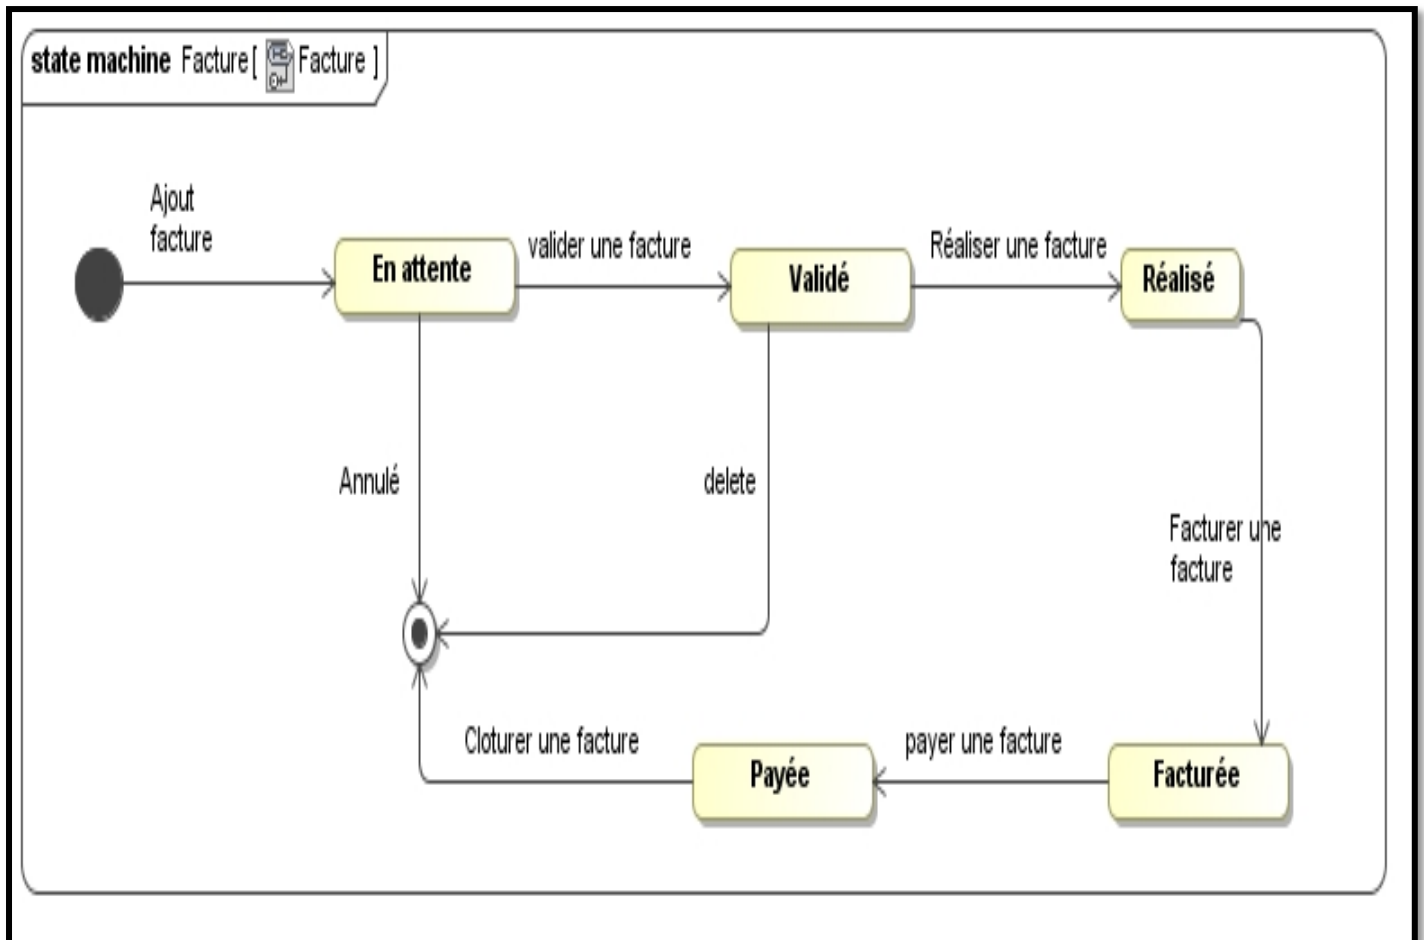 state machine Facture [ Facture ]
Ajout
facture
En attente
valider une facture
Validé
Réaliser une facture
Réalisé
Annulé
delete
Facturer une
facture
Cloturer une facture
Payée
payer une facture
Facturée